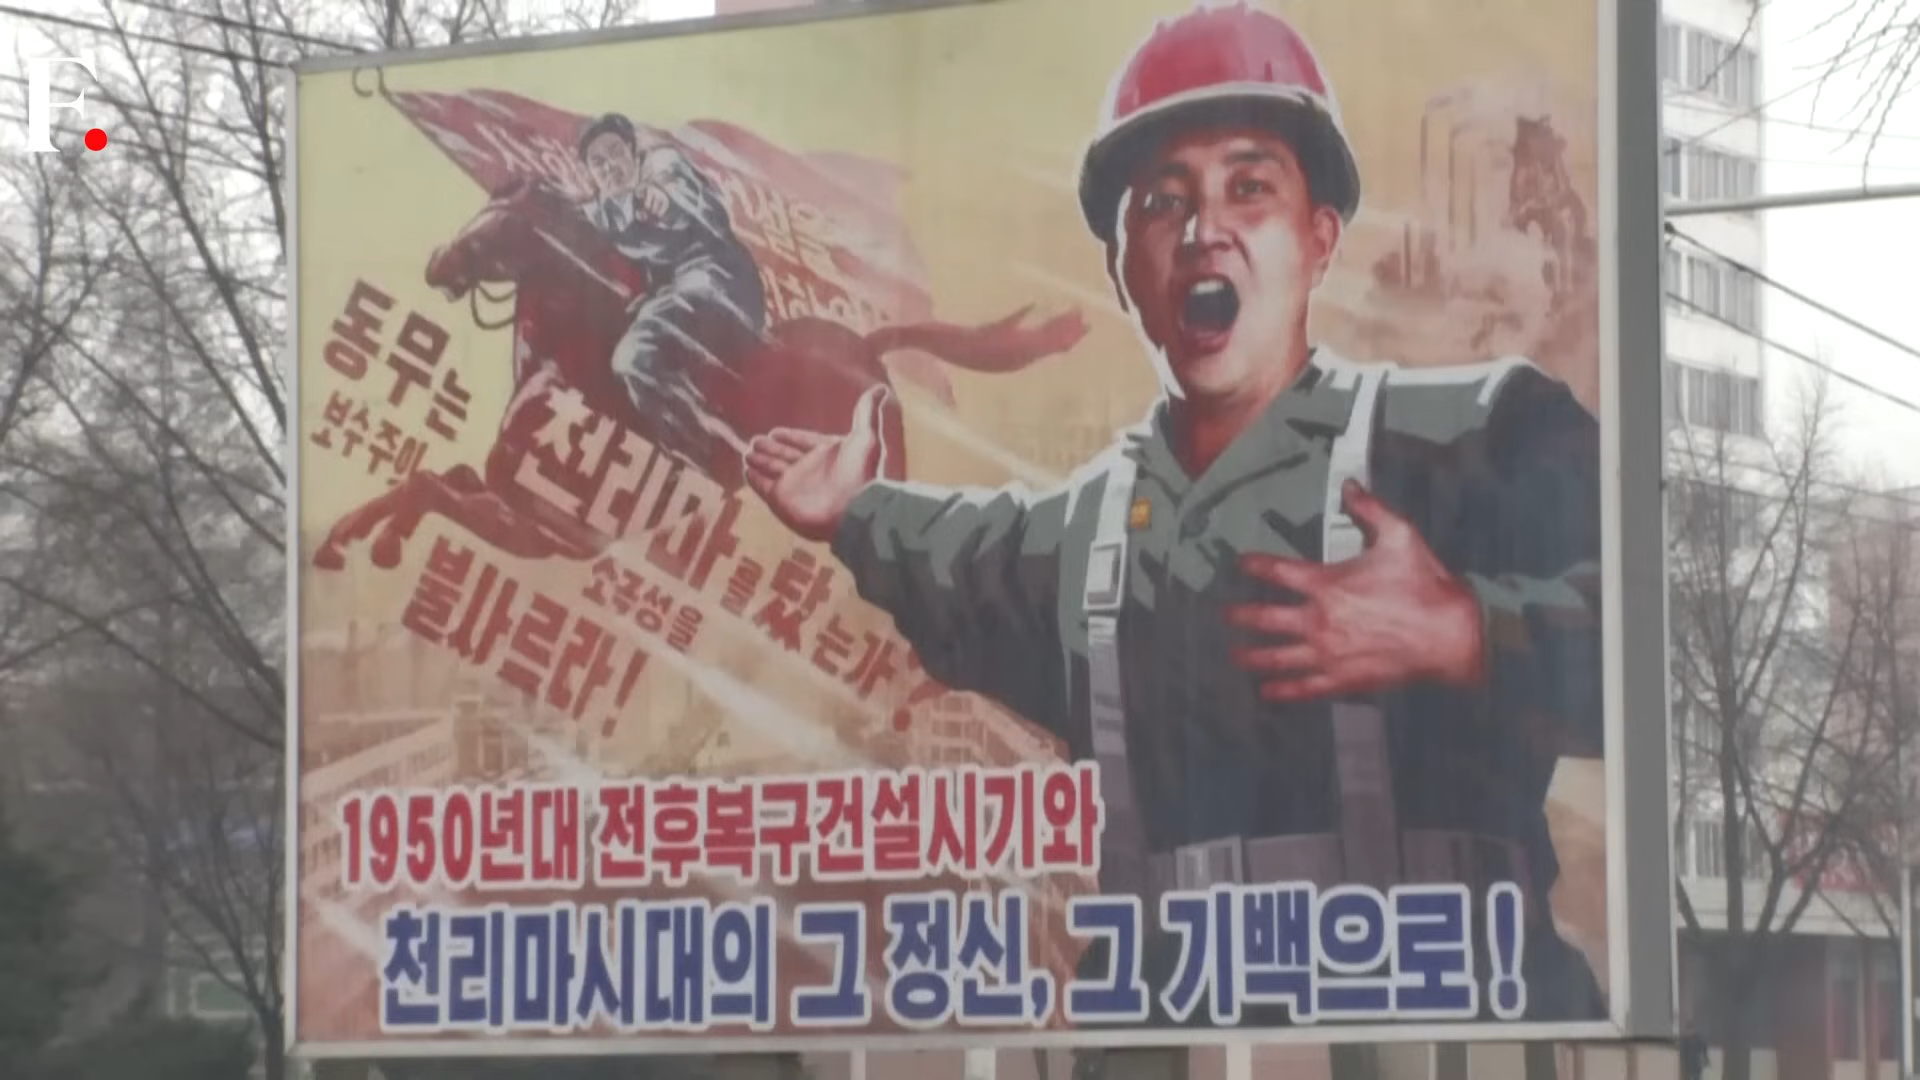 F.
동무는
천리마를 탔는가?
보수주의
소극성을
불사르라!
1950년대 전후복구건설시기와
천리마시대의 그 정신, 그 기백으로!